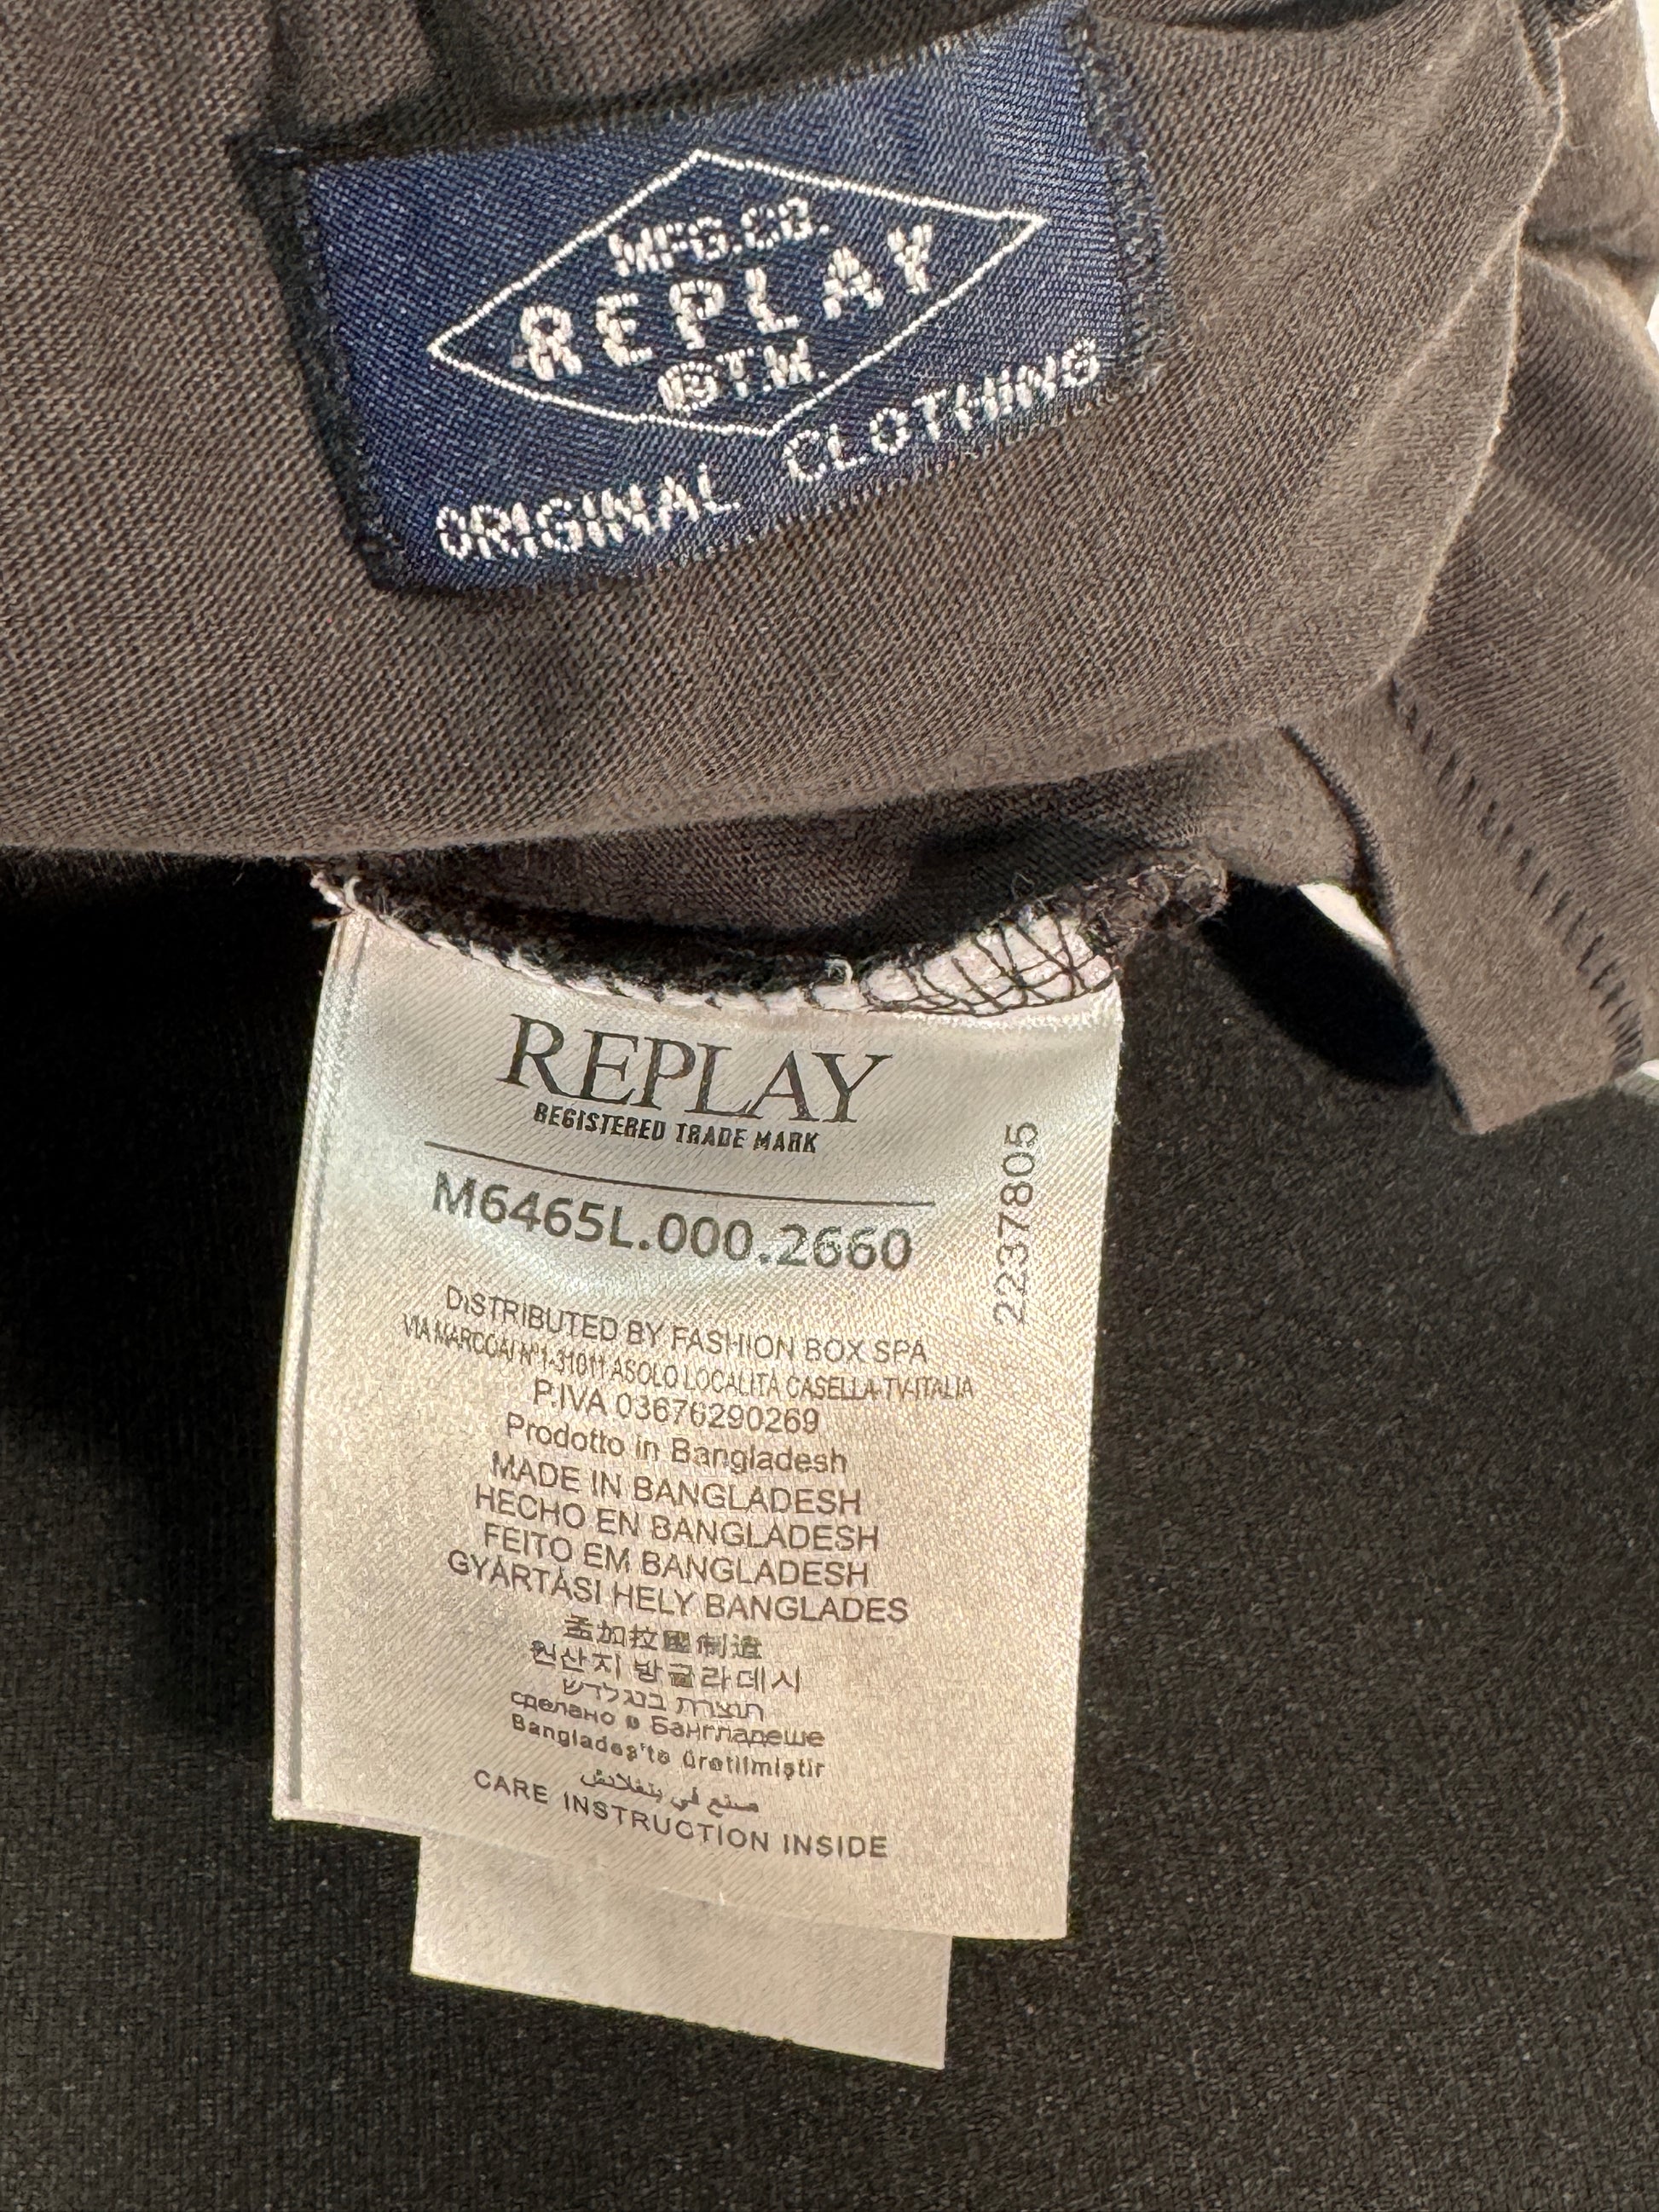 MFG.CO.
REPLAY
®T.M.
ORIGINAL CLOTHING
REPLAY
REGISTERED TRADE MARK
M6465L.000.2660
2237805
DISTRIBUTED BY FASHION BOX SPA
VIA MARCOAI N°1-31011 ASOLO LOCALITÀ CASELLA-TV-ITALIA
P.IVA 03676290269
Prodotto in Bangladesh
MADE IN BANGLADESH
HECHO EN BANGLADESH
FEITO EM BANGLADESH
GYÁRTÁSI HELY BANGLADES
孟加拉國制造
원산지 방글라데시
תוצרת בנגלדש
сделано в Бангладеше
Bangladeş'te üretilmiştir
صنع في بنغلادش
CARE INSTRUCTION INSIDE